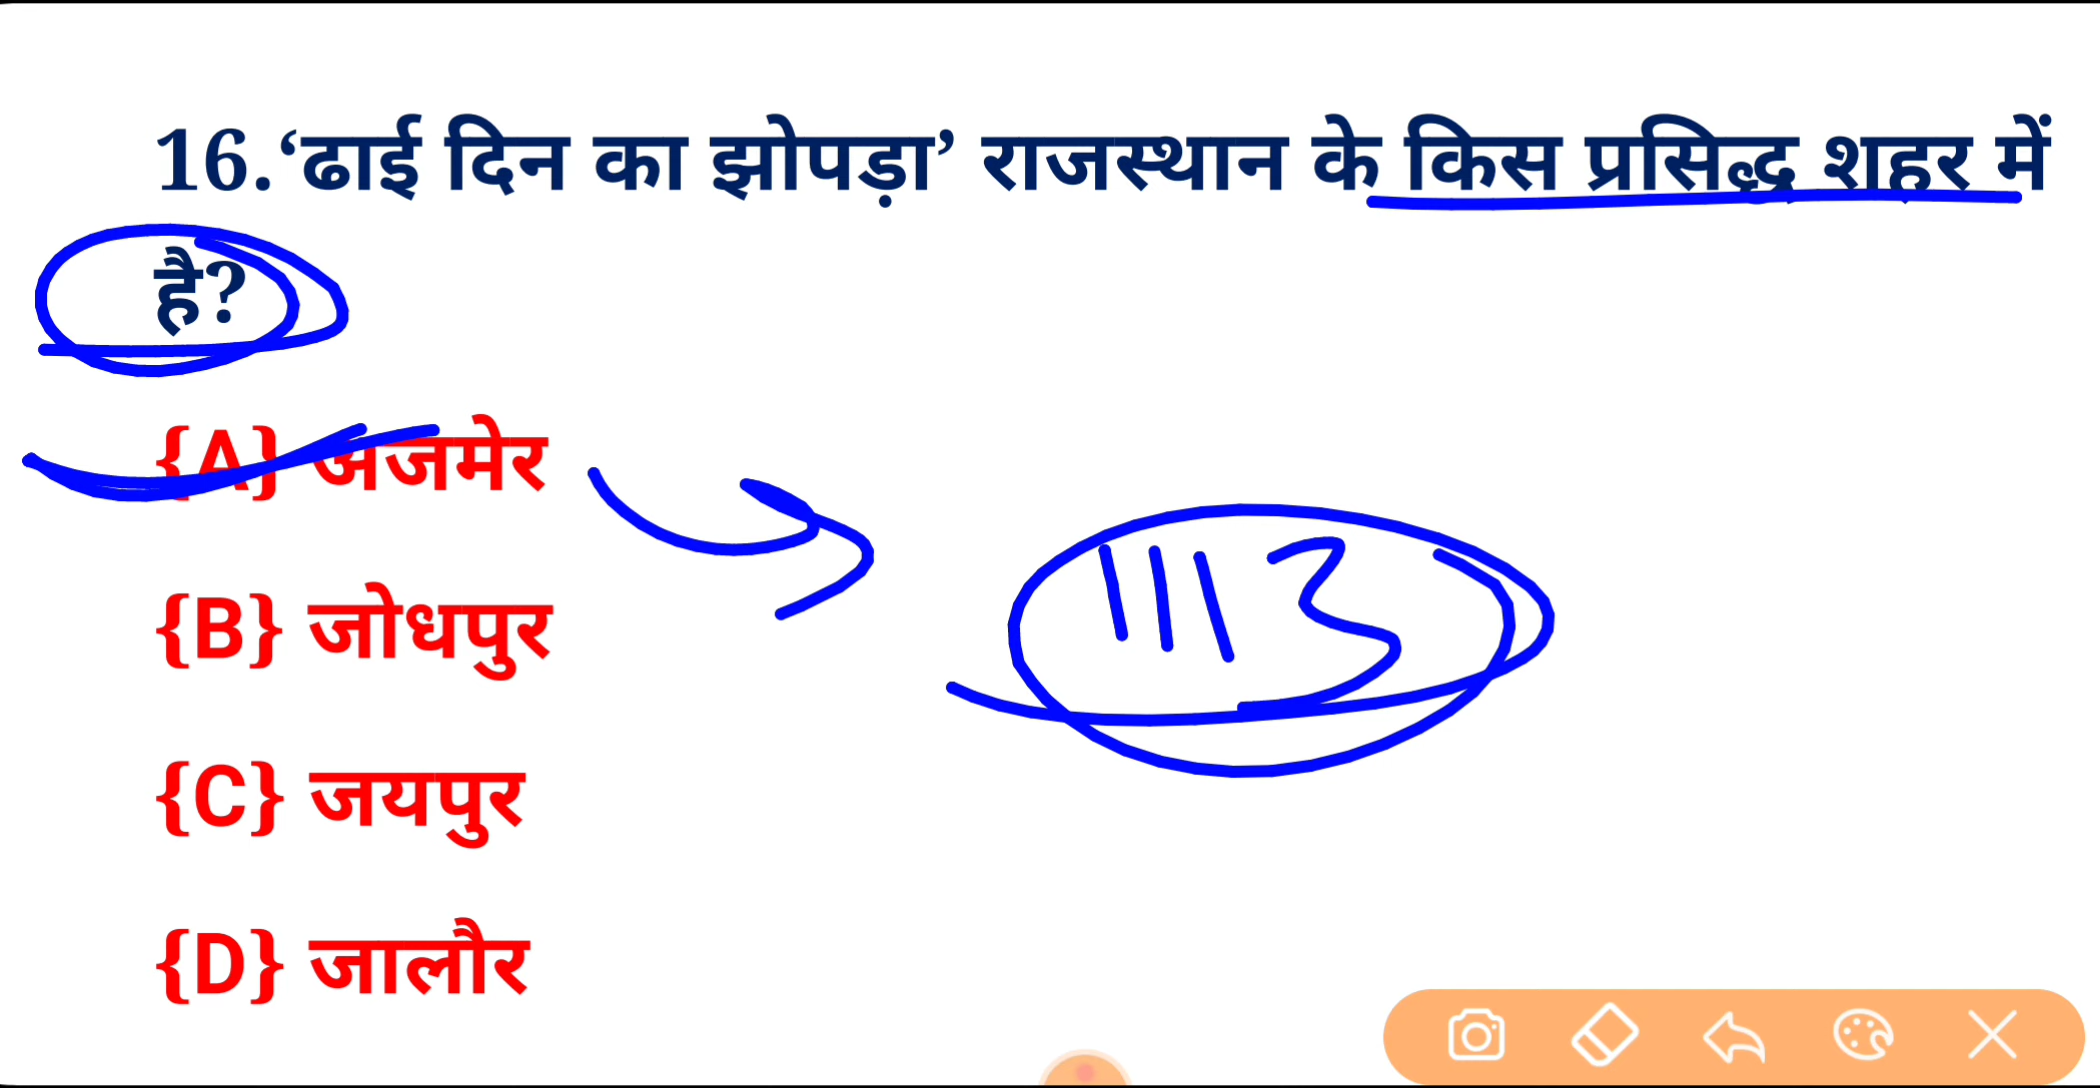 16.‘ढाई दिन का झोपड़ा’ राजस्थान के किस प्रसिद्ध शहर में
है?
{A} अजमेर
1113
{B} जोधपुर
{C} जयपुर
{D} जालौर